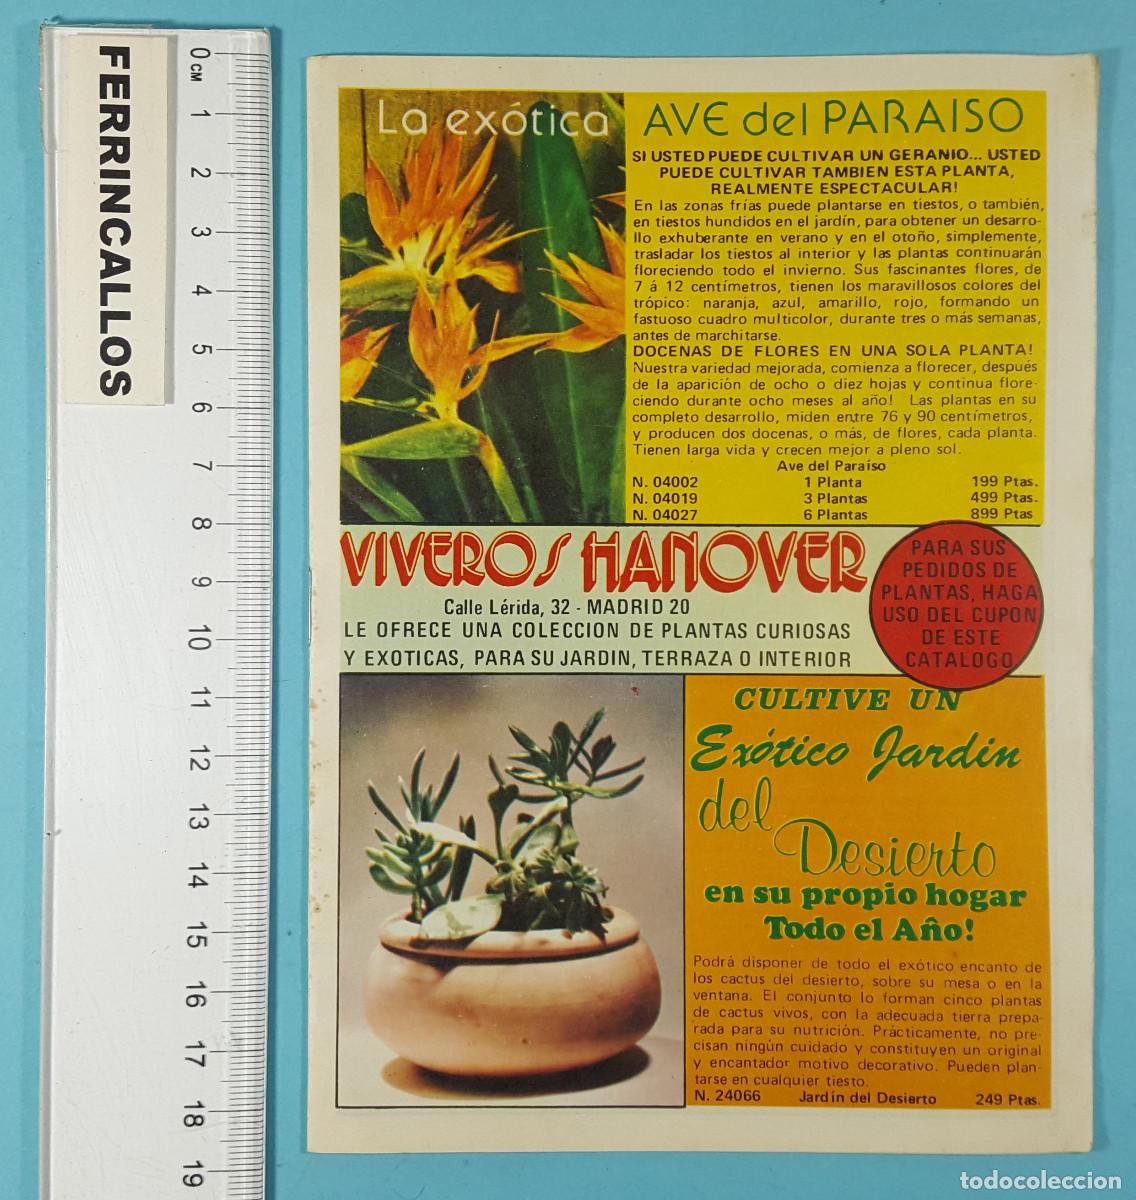 FERRINCALLOS
0 CM
1
2
3
4
5
6
7
8
9
10
11
12
13
14
15
16
17
18
19
La exótica AVE del PARAISO
SI USTED PUEDE CULTIVAR UN GERANIO... USTED
PUEDE CULTIVAR TAMBIEN ESTA PLANTA,
REALMENTE ESPECTACULAR!
En las zonas frías puede plantarse en tiestos, o también,
en tiestos hundidos en el jardín, para obtener un desarro-
llo exhuberante en verano y en el otoño, simplemente,
trasladar los tiestos al interior y las plantas continuarán
floreciendo todo el invierno. Sus fascinantes flores, de
7 á 12 centímetros, tienen los maravillosos colores del
trópico: naranja, azul, amarillo, rojo, formando un
fastuoso cuadro multicolor, durante tres o más semanas,
antes de marchitarse.
DOCENAS DE FLORES EN UNA SOLA PLANTA!
Nuestra variedad mejorada, comienza a florecer, después
de la aparición de ocho o diez hojas y continua flore-
ciendo durante ocho meses al año! Las plantas en su
completo desarrollo, miden entre 76 y 90 centímetros,
y producen dos docenas, o más, de flores, cada planta.
Tienen larga vida y crecen mejor a pleno sol.
Ave del Paraíso
N. 04002 1 Planta 199 Ptas.
N. 04019 3 Plantas 499 Ptas.
N. 04027 6 Plantas 899 Ptas
VIVEROS HANOVER
Calle Lérida, 32 - MADRID 20
LE OFRECE UNA COLECCION DE PLANTAS CURIOSAS
Y EXOTICAS, PARA SU JARDIN, TERRAZA O INTERIOR
PARA SUS
PEDIDOS DE
PLANTAS, HAGA
USO DEL CUPON
DE ESTE
CATALOGO
CULTIVE UN
Exótico Jardin
del
Desierto
en su propio hogar
Todo el Año!
Podrá disponer de todo el exótico encanto de
los cactus del desierto, sobre su mesa o en la
ventana. El conjunto lo forman cinco plantas
de cactus vivos, con la adecuada tierra prepa-
rada para su nutrición. Prácticamente, no pre-
cisan ningún cuidado y constituyen un original
y encantador motivo decorativo. Pueden plan-
tarse en cualquier tiesto.
N. 24066 Jardín del Desierto 249 Ptas.
todocoleccion